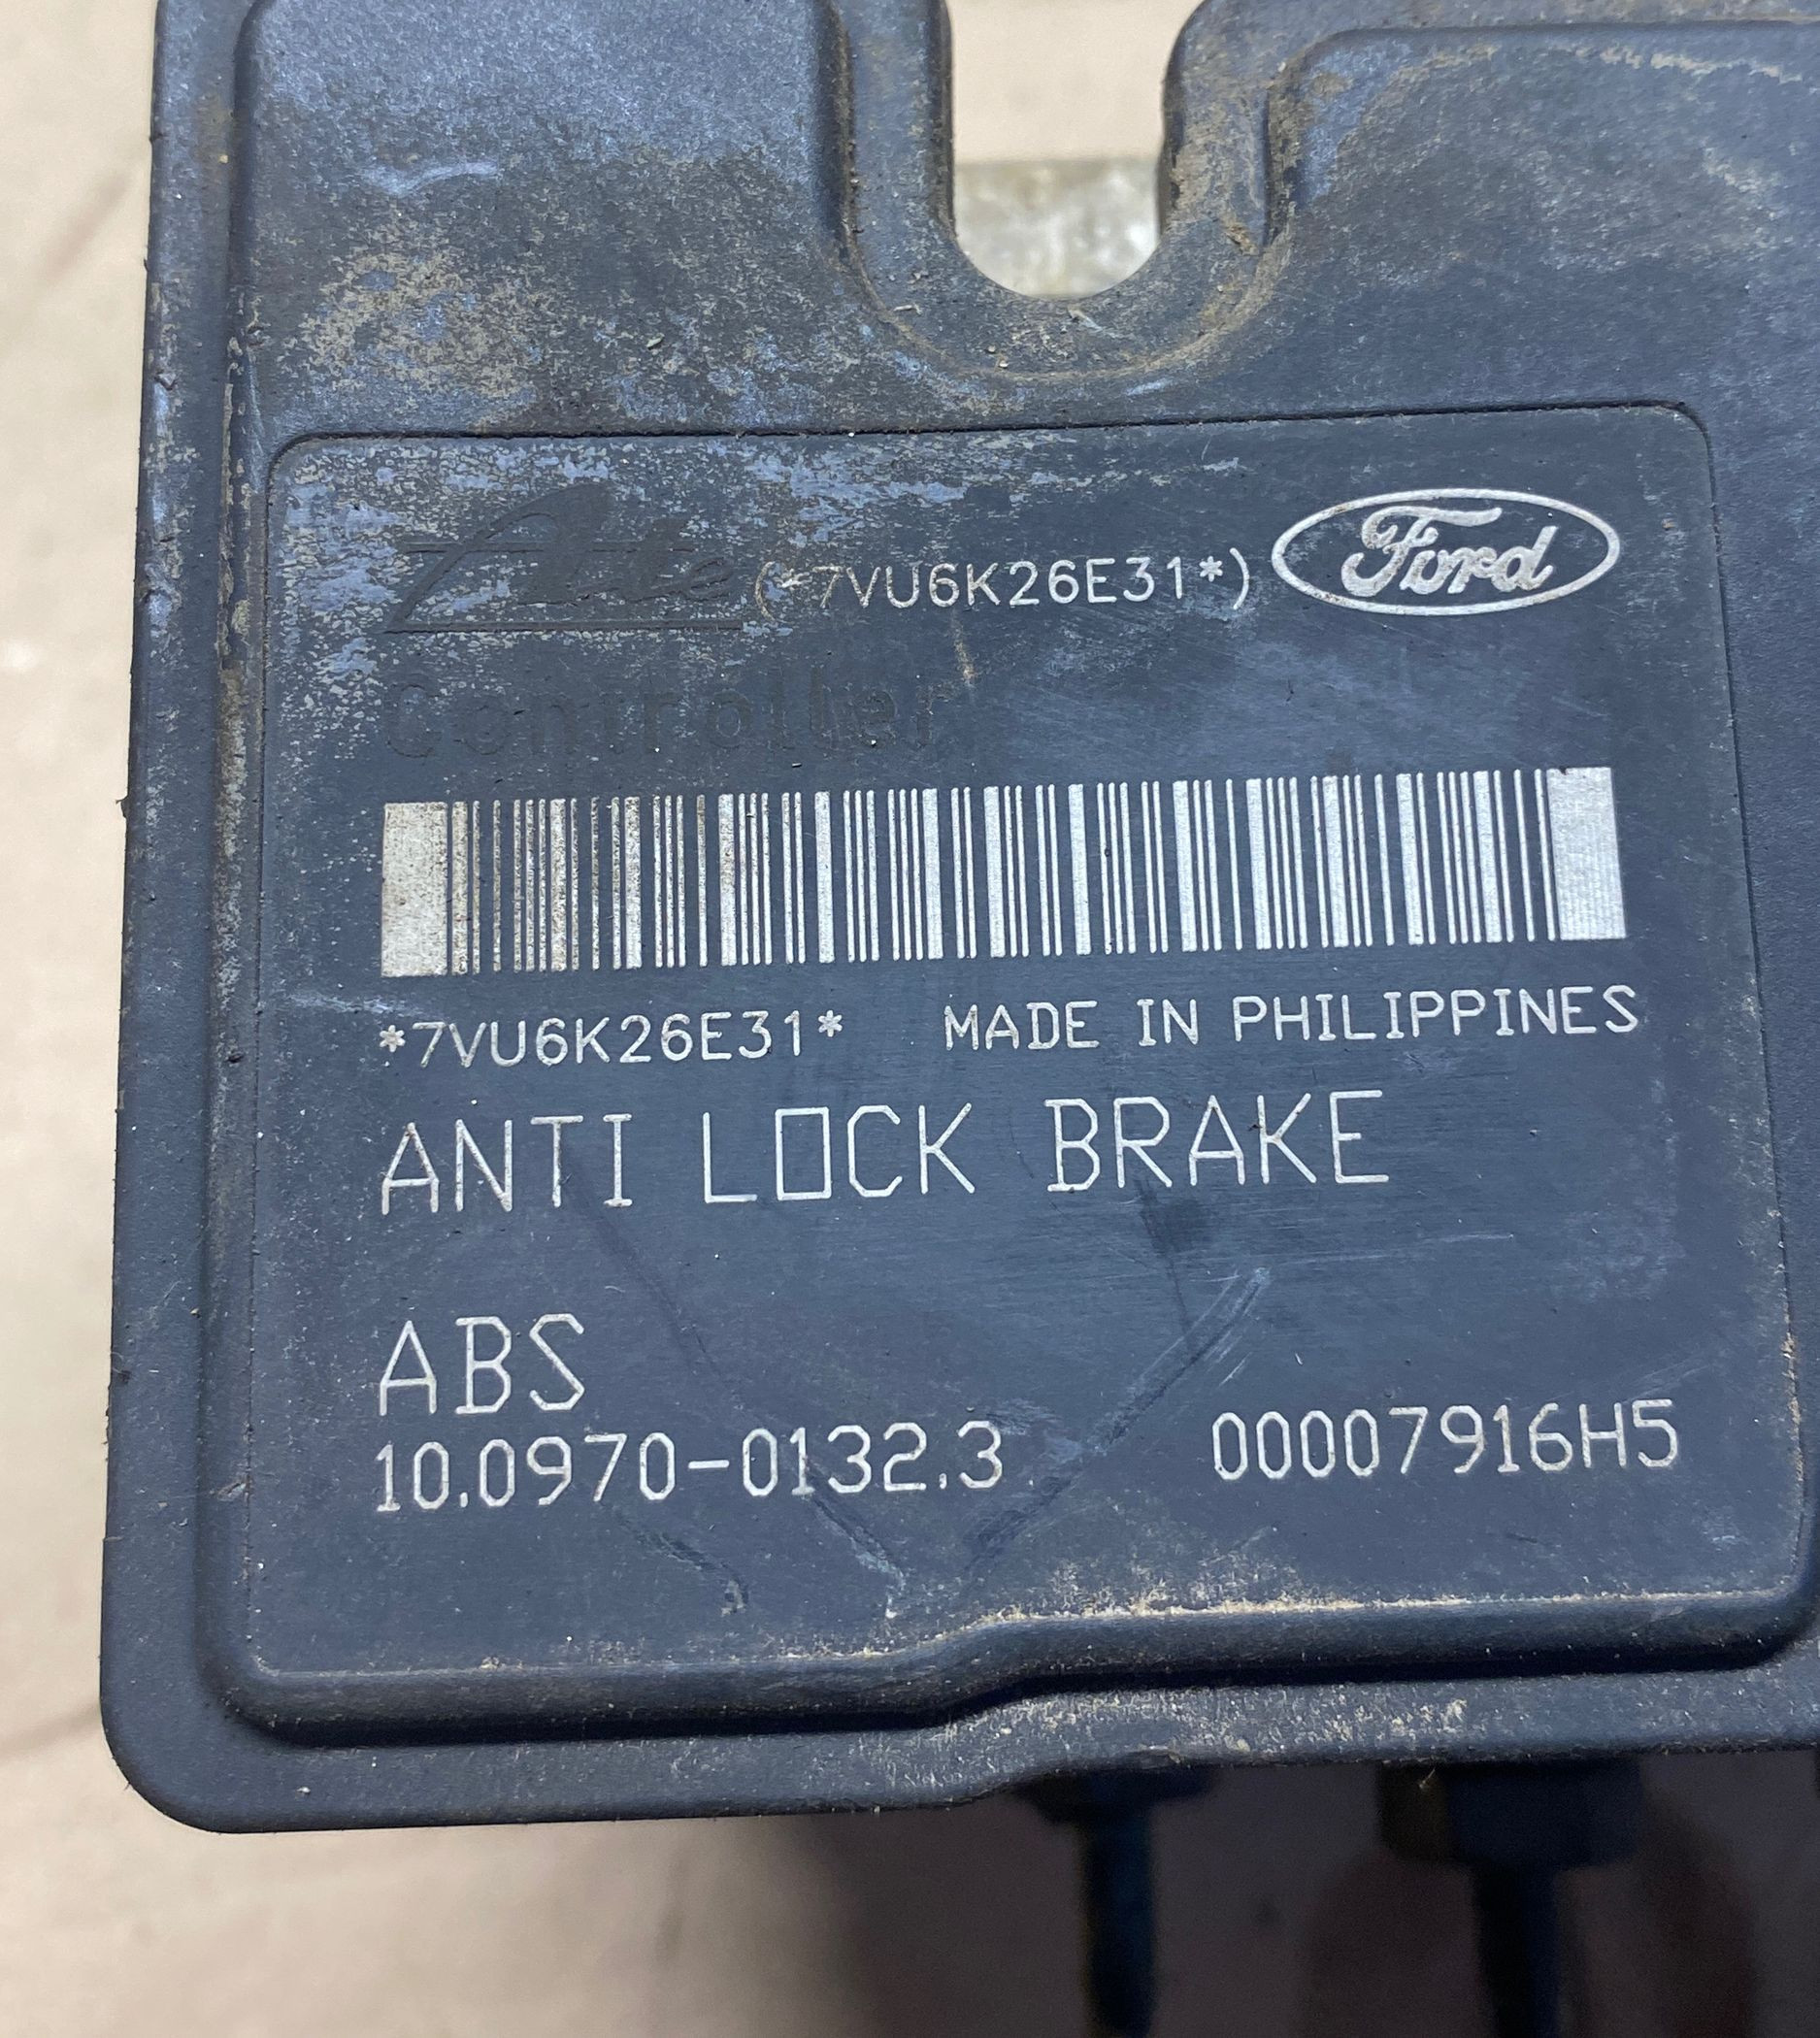 Ate (*7VU6K26E31*) Ford
Controller
*7VU6K26E31* MADE IN PHILIPPINES
ANTI LOCK BRAKE
ABS
10.0970-0132.3 00007916H5